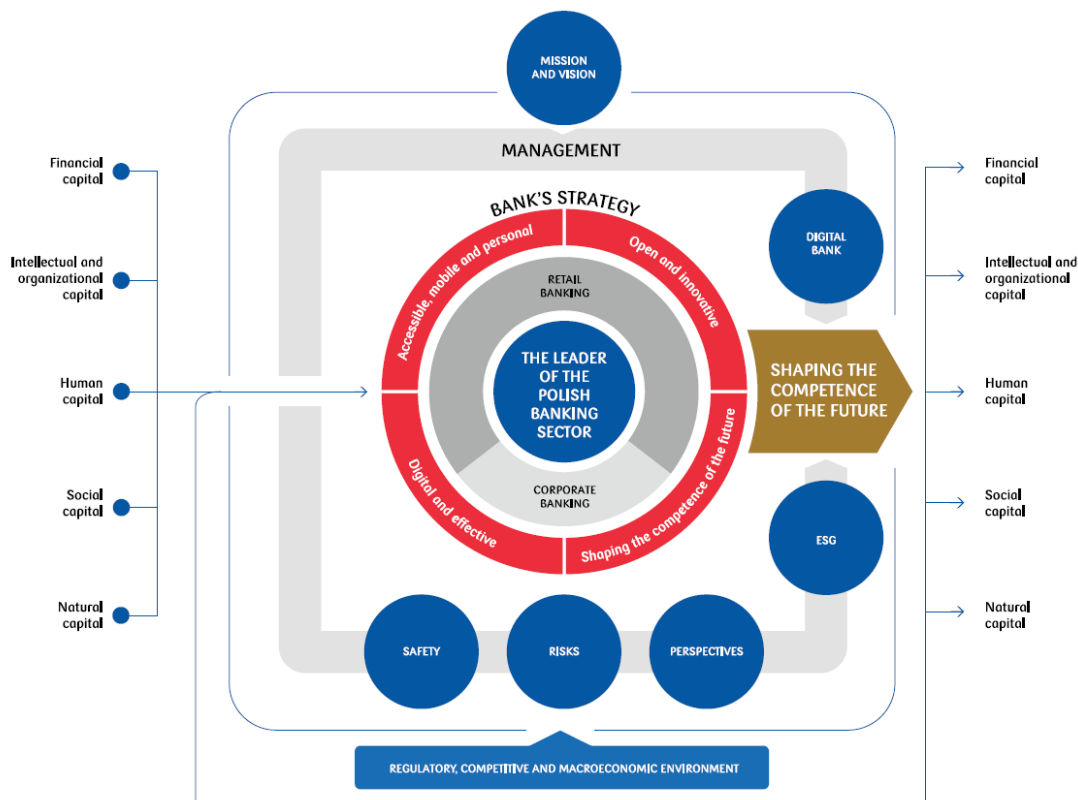 MISSION
AND VISION
MANAGEMENT
Financial
capital
Intellectual and
organizational
capital
Human
capital
Social
capital
Natural
capital
BANK'S STRATEGY
Accessible, mobile and personal
Open and innovative
Digital and effective
Shaping the competence of the future
RETAIL
BANKING
THE LEADER
OF THE
POLISH
BANKING
SECTOR
CORPORATE
BANKING
DIGITAL
BANK
SHAPING THE
COMPETENCE
OF THE FUTURE
ESG
SAFETY
RISKS
PERSPECTIVES
REGULATORY, COMPETITIVE AND MACROECONOMIC ENVIRONMENT
Financial
capital
Intellectual and
organizational
capital
Human
capital
Social
capital
Natural
capital